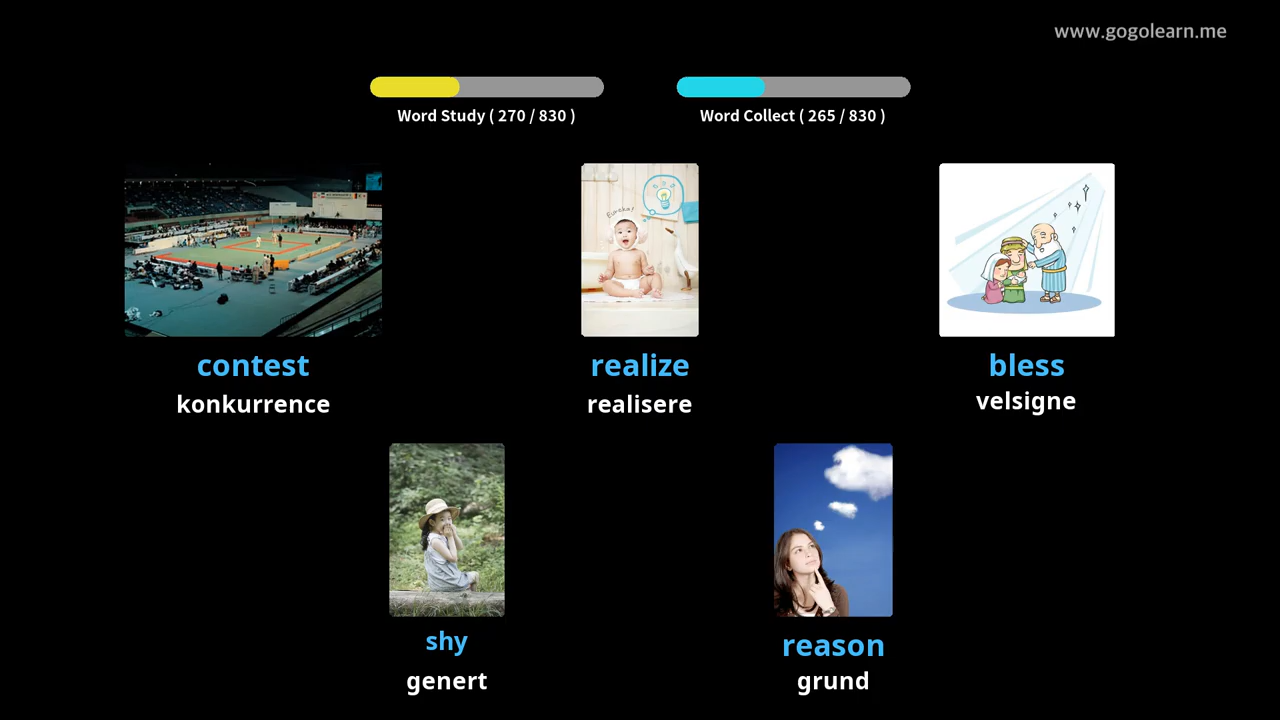 www.gogolearn.me
Word Study ( 270 / 830 )
Word Collect ( 265 / 830 )
Eureka!
contest
realize
bless
konkurrence
realisere
velsigne
shy
reason
genert
grund